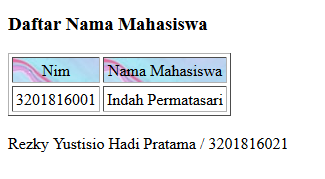 Daftar Nama Mahasiswa
Nim Nama Mahasiswa
3201816001 Indah Permatasari
Rezky Yustisio Hadi Pratama / 3201816021